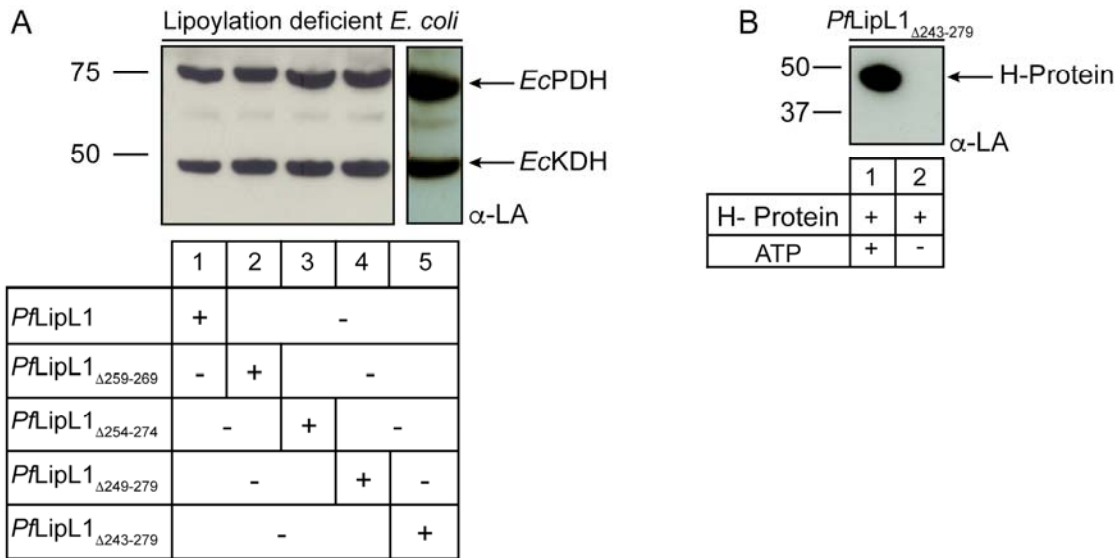 A
Lipoylation deficient E. coli
75
50
EcPDH
EcKDH
α-LA
1 2 3 4 5
PfLipL1 + -
PfLipL1Δ259-269 - + -
PfLipL1Δ254-274 - + -
PfLipL1Δ249-279 - + -
PfLipL1Δ243-279 - +
B
PfLipL1Δ243-279
50
37
H-Protein
α-LA
1 2
H- Protein + +
ATP + -